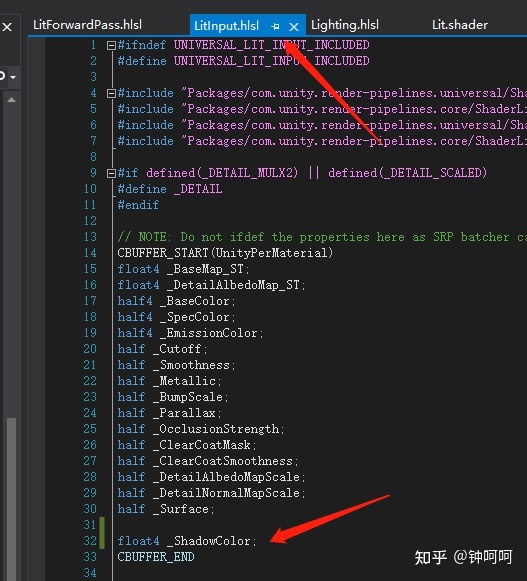 LitForwardPass.hlsl LitInput.hlsl Lighting.hlsl Lit.shader
1 #ifndef UNIVERSAL_LIT_INPUT_INCLUDED
2 #define UNIVERSAL_LIT_INPUT_INCLUDED
3
4 #include "Packages/com.unity.render-pipelines.universal/Sha
5 #include "Packages/com.unity.render-pipelines.core/ShaderLi
6 #include "Packages/com.unity.render-pipelines.universal/Sha
7 #include "Packages/com.unity.render-pipelines.core/ShaderLi
8
9 #if defined(_DETAIL_MULX2) || defined(_DETAIL_SCALED)
10 #define _DETAIL
11 #endif
12
13 // NOTE: Do not ifdef the properties here as SRP batcher ca
14 CBUFFER_START(UnityPerMaterial)
15 float4 _BaseMap_ST;
16 float4 _DetailAlbedoMap_ST;
17 half4 _BaseColor;
18 half4 _SpecColor;
19 half4 _EmissionColor;
20 half _Cutoff;
21 half _Smoothness;
22 half _Metallic;
23 half _BumpScale;
24 half _Parallax;
25 half _OcclusionStrength;
26 half _ClearCoatMask;
27 half _ClearCoatSmoothness;
28 half _DetailAlbedoMapScale;
29 half _DetailNormalMapScale;
30 half _Surface;
31
32 float4 _ShadowColor;
33 CBUFFER_END
34
知乎 @钟呵呵